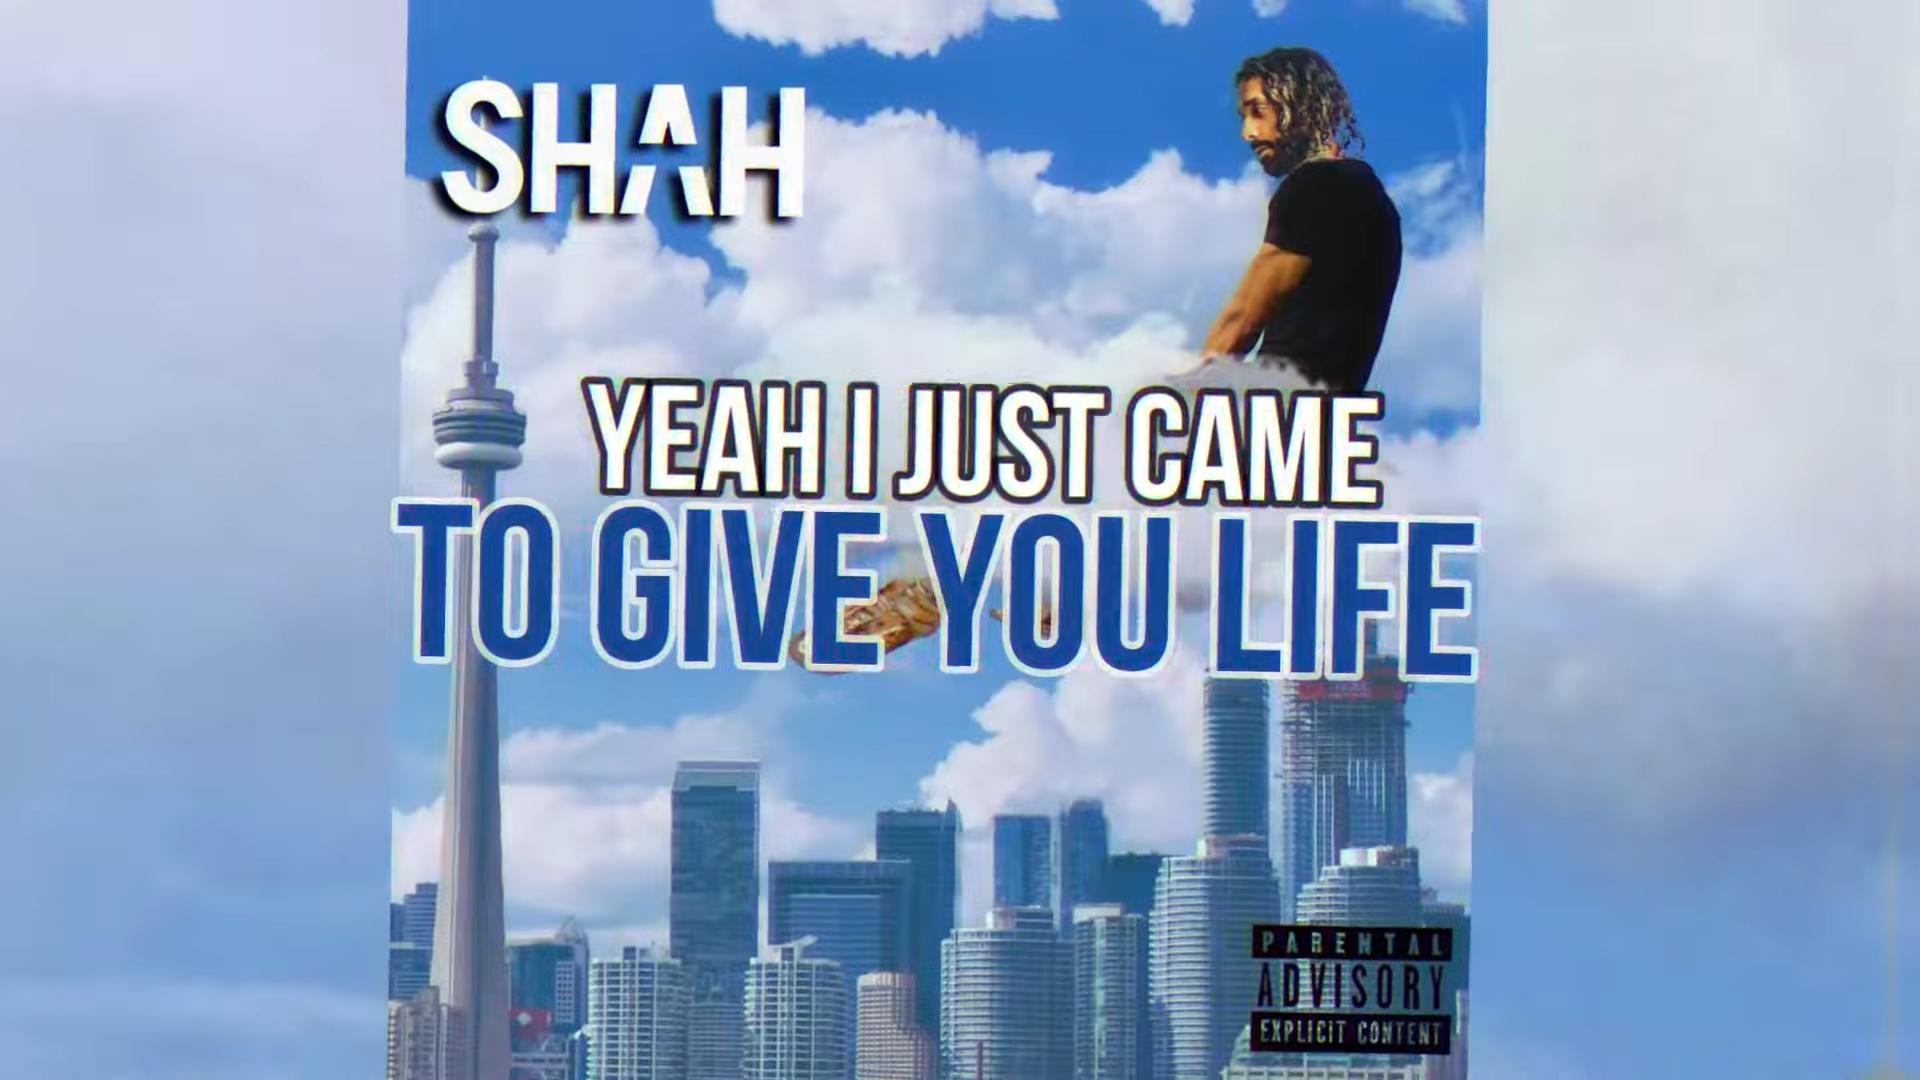 SHAH
YEAH I JUST CAME
TO GIVE YOU LIFE
PARENTAL
ADVISORY
EXPLICIT CONTENT